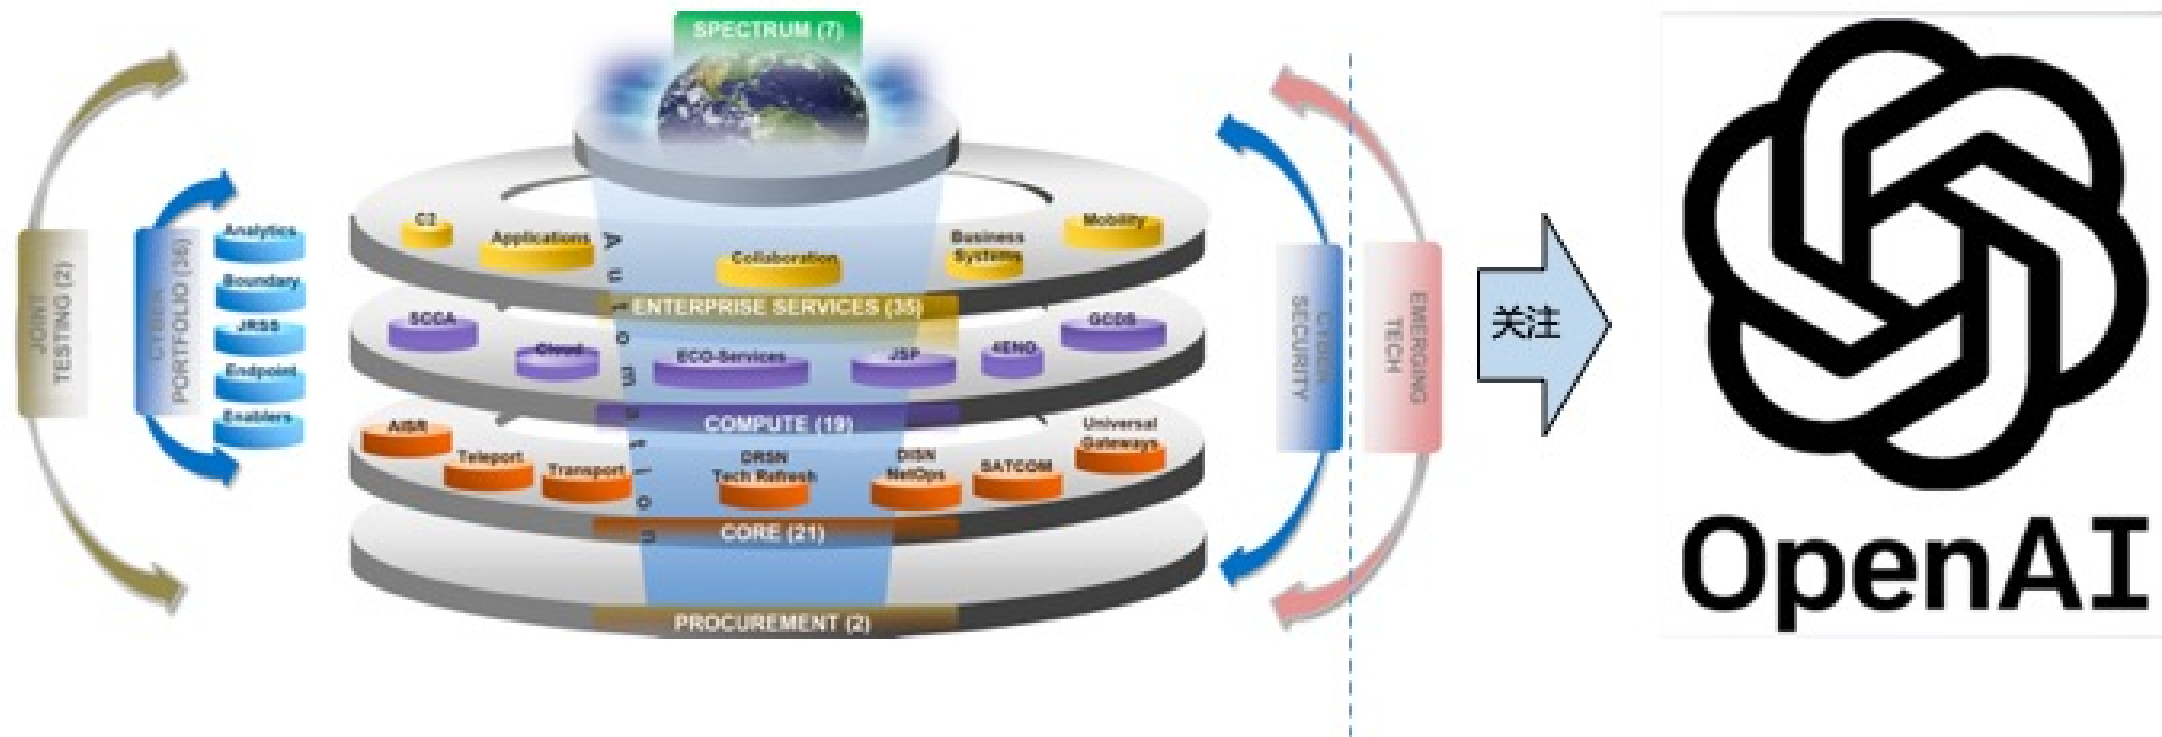 SPECTRUM (7)
JOINT
TESTING (2)
CYBER
PORTFOLIO (36)
Analytics
Boundary
JRSS
Endpoint
Enablers
C2
Applications
Collaboration
Business
Systems
Mobility
Automation
ENTERPRISE SERVICES (35)
SCCA
Cloud
ECO-Services
JSP
4ENO
GCDS
COMPUTE (19)
AISR
Teleport
Transport
DRSN
Tech Refresh
DISN
NetOps
SATCOM
Universal
Gateways
CORE (21)
PROCUREMENT (2)
CYBER
SECURITY
EMERGING
TECH
关注
OpenAI